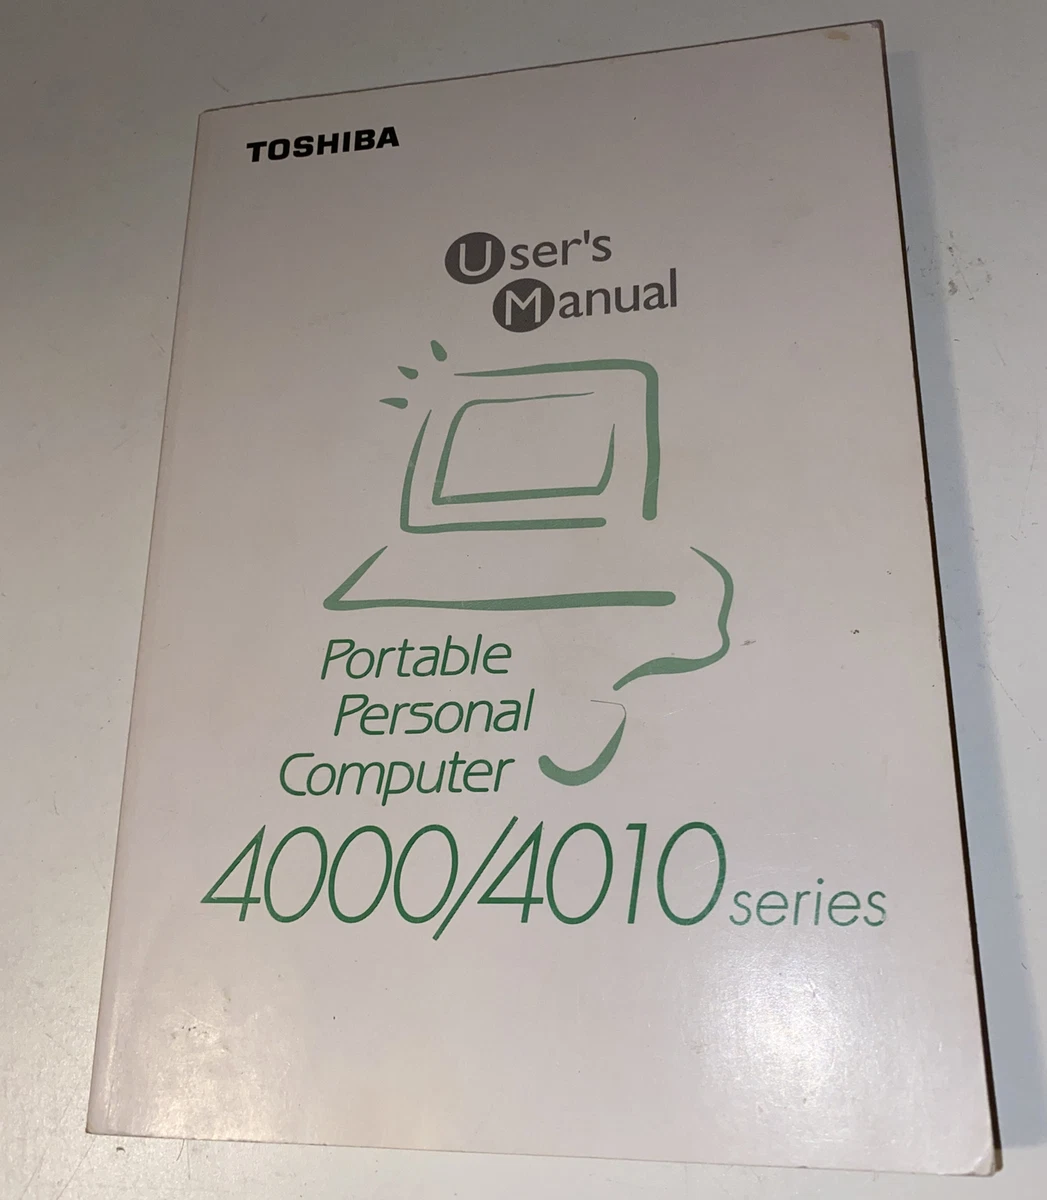 TOSHIBA
User's
Manual
Portable
Personal
Computer
4000/4010 series